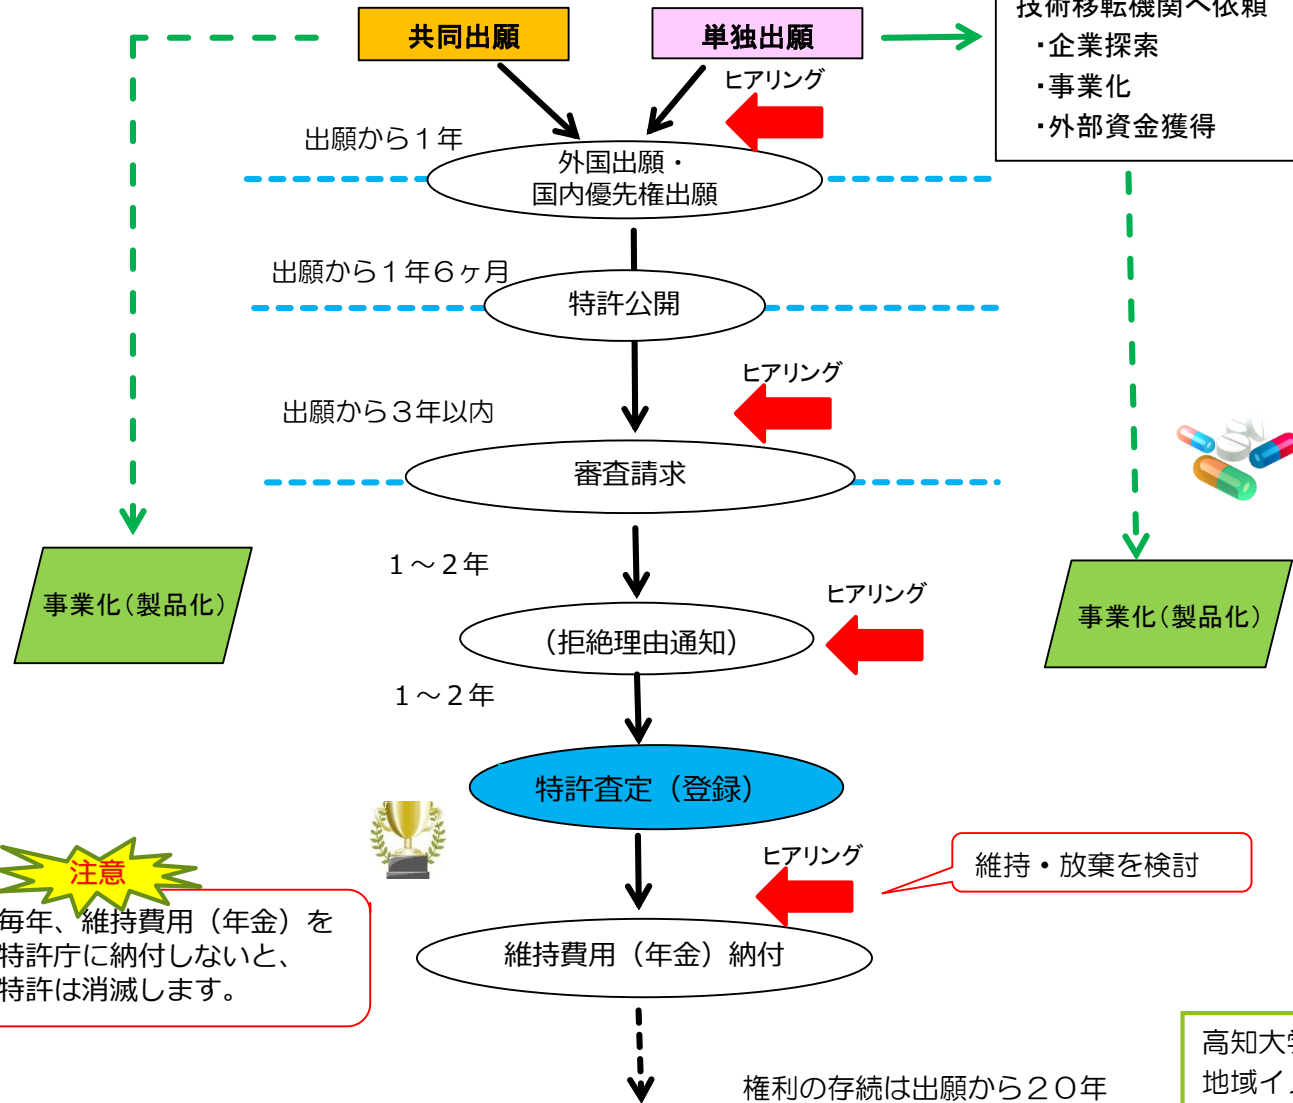 技術移転機関へ依頼
・企業探索
・事業化
・外部資金獲得
共同出願
単独出願
ヒアリング
出願から１年
外国出願・
国内優先権出願
出願から１年６ヶ月
特許公開
ヒアリング
出願から３年以内
審査請求
１～２年
事業化（製品化）
ヒアリング
事業化（製品化）
（拒絶理由通知）
１～２年
特許査定（登録）
注意
毎年、維持費用（年金）を
特許庁に納付しないと、
特許は消滅します。
ヒアリング
維持・放棄を検討
維持費用（年金）納付
権利の存続は出願から２０年
高知大学
地域イ